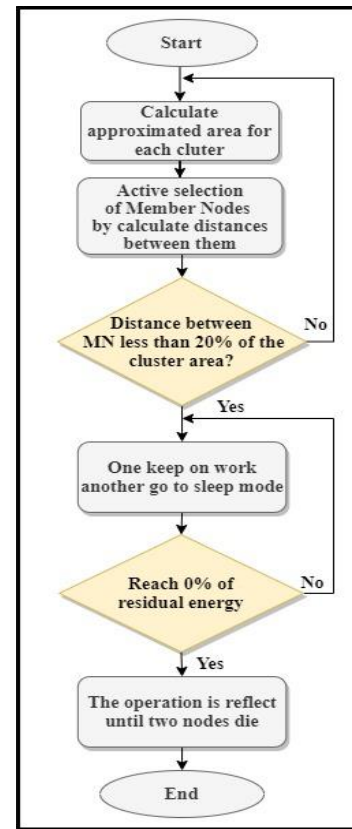 Start
Calculate
approximated area for
each cluter
Active selection
of Member Nodes
by calculate distances
between them
Distance between
MN less than 20% of the
cluster area?
No
Yes
One keep on work
another go to sleep mode
Reach 0% of
residual energy
No
Yes
The operation is reflect
until two nodes die
End